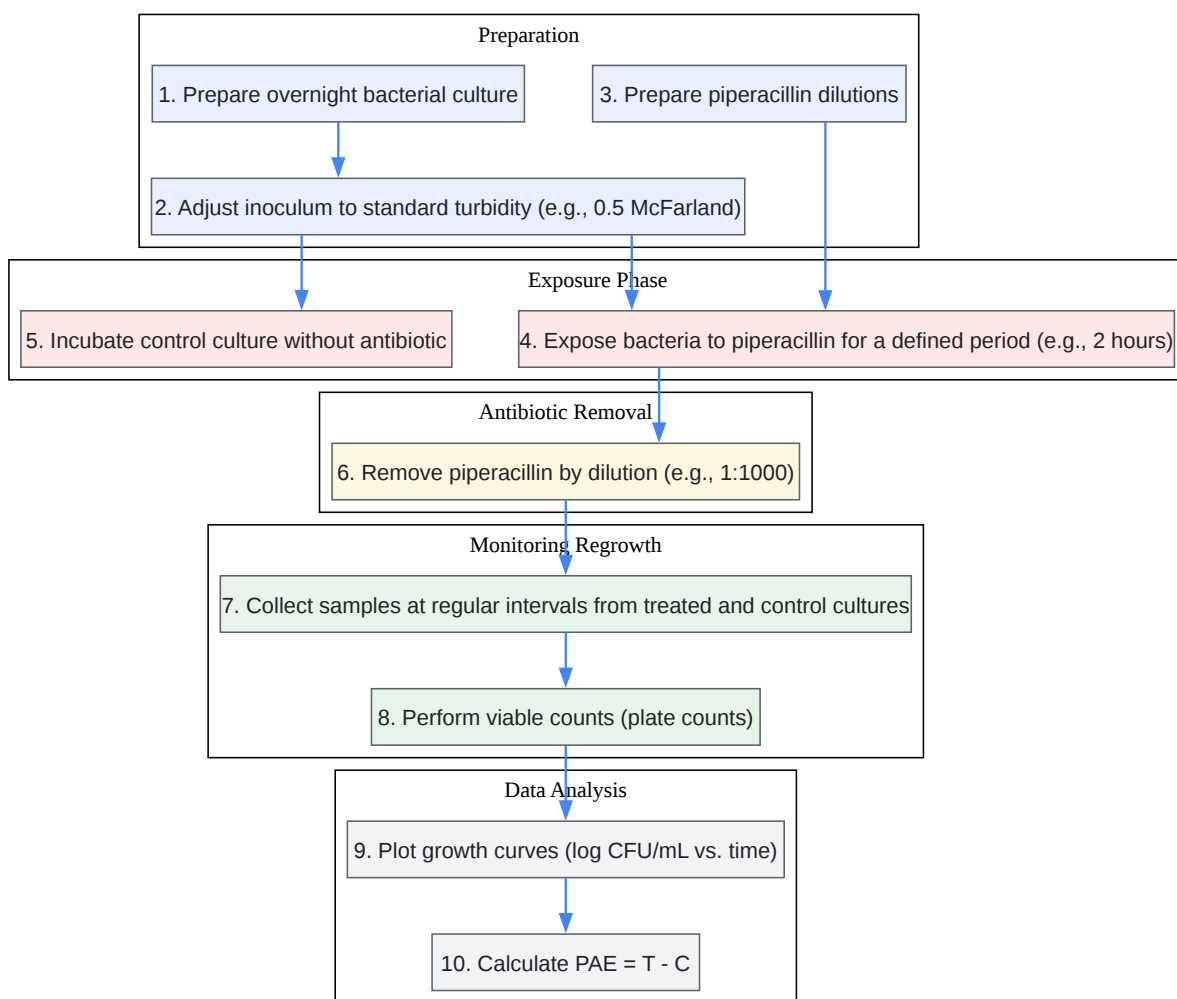 Preparation
1. Prepare overnight bacterial culture
3. Prepare piperacillin dilutions
2. Adjust inoculum to standard turbidity (e.g., 0.5 McFarland)
Exposure Phase
5. Incubate control culture without antibiotic
4. Expose bacteria to piperacillin for a defined period (e.g., 2 hours)
Antibiotic Removal
6. Remove piperacillin by dilution (e.g., 1:1000)
Monitoring Regrowth
7. Collect samples at regular intervals from treated and control cultures
8. Perform viable counts (plate counts)
Data Analysis
9. Plot growth curves (log CFU/mL vs. time)
10. Calculate PAE = T - C